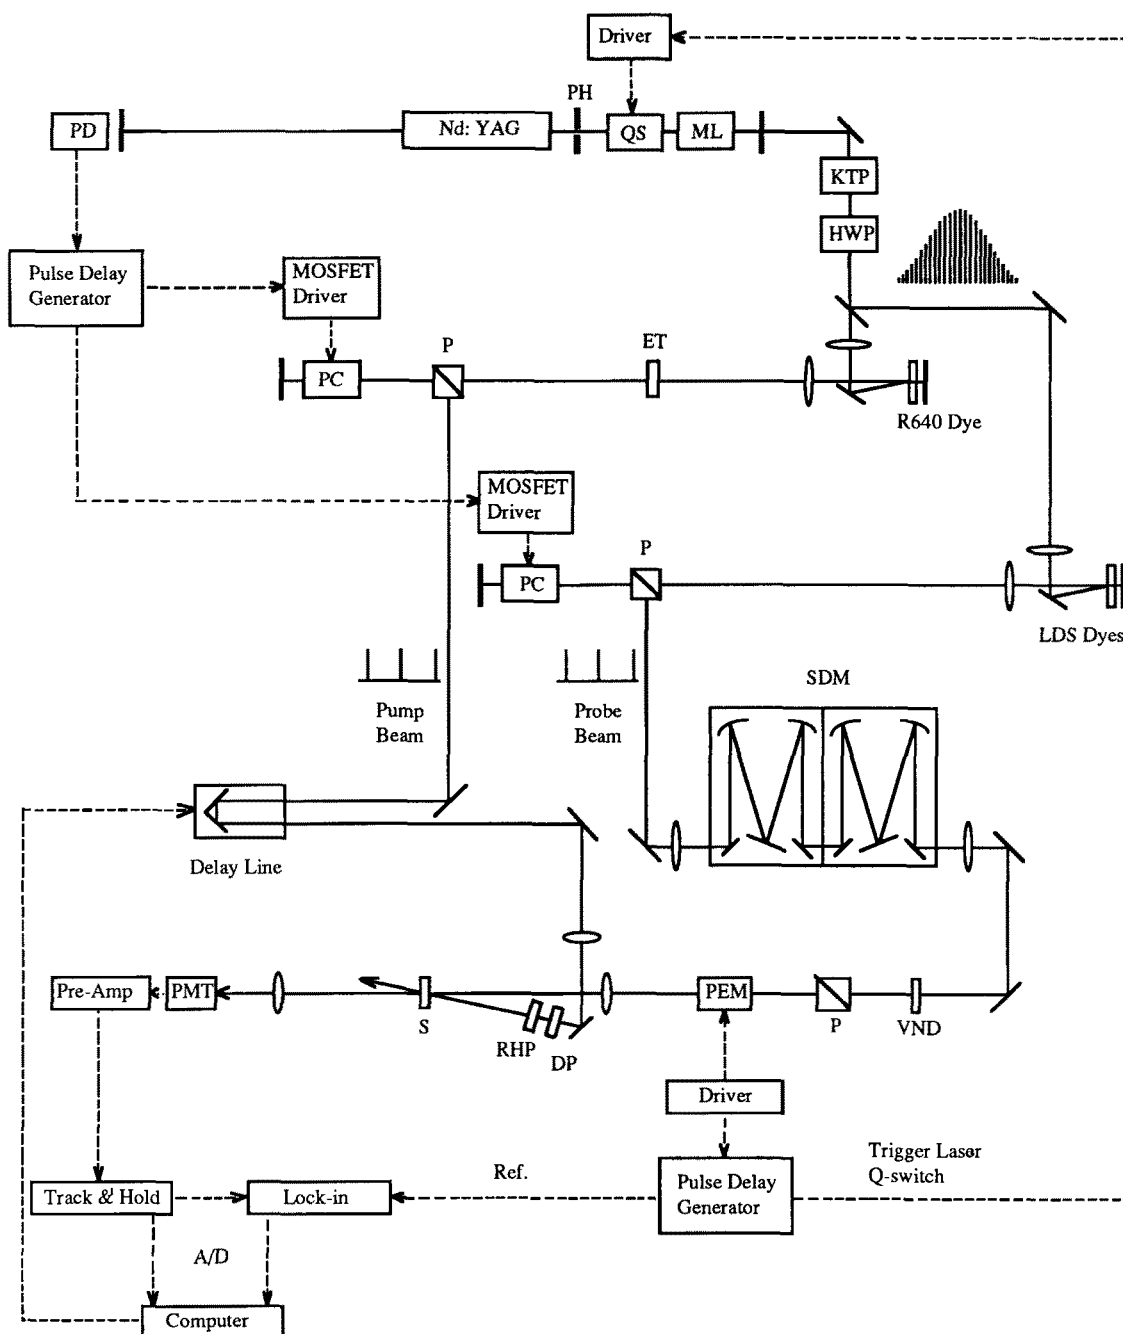 Driver
PH
PD
Nd: YAG
QS
ML
KTP
HWP
Pulse Delay
Generator
MOSFET
Driver
P
ET
PC
R640 Dye
MOSFET
Driver
P
PC
LDS Dyes
SDM
Pump
Beam
Probe
Beam
Delay Line
Pre-Amp
PMT
PEM
S
P
VND
RHP
DP
Driver
Trigger Laser
Q-switch
Ref.
Track & Hold
Lock-in
Pulse Delay
Generator
A/D
Computer